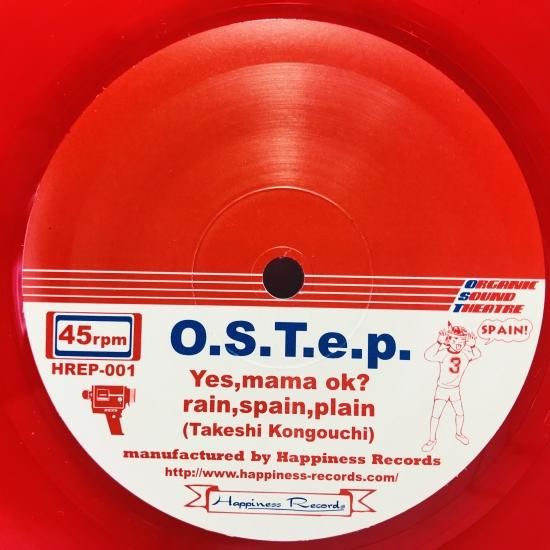 ORGANIC
SOUND
THEATRE
SPAIN!
3
45rpm
HREP-001
O.S.T.e.p.
Yes,mama ok?
rain,spain,plain
(Takeshi Kongouchi)
manufactured by Happiness Records
http://www.happiness-records.com/
Happiness Records